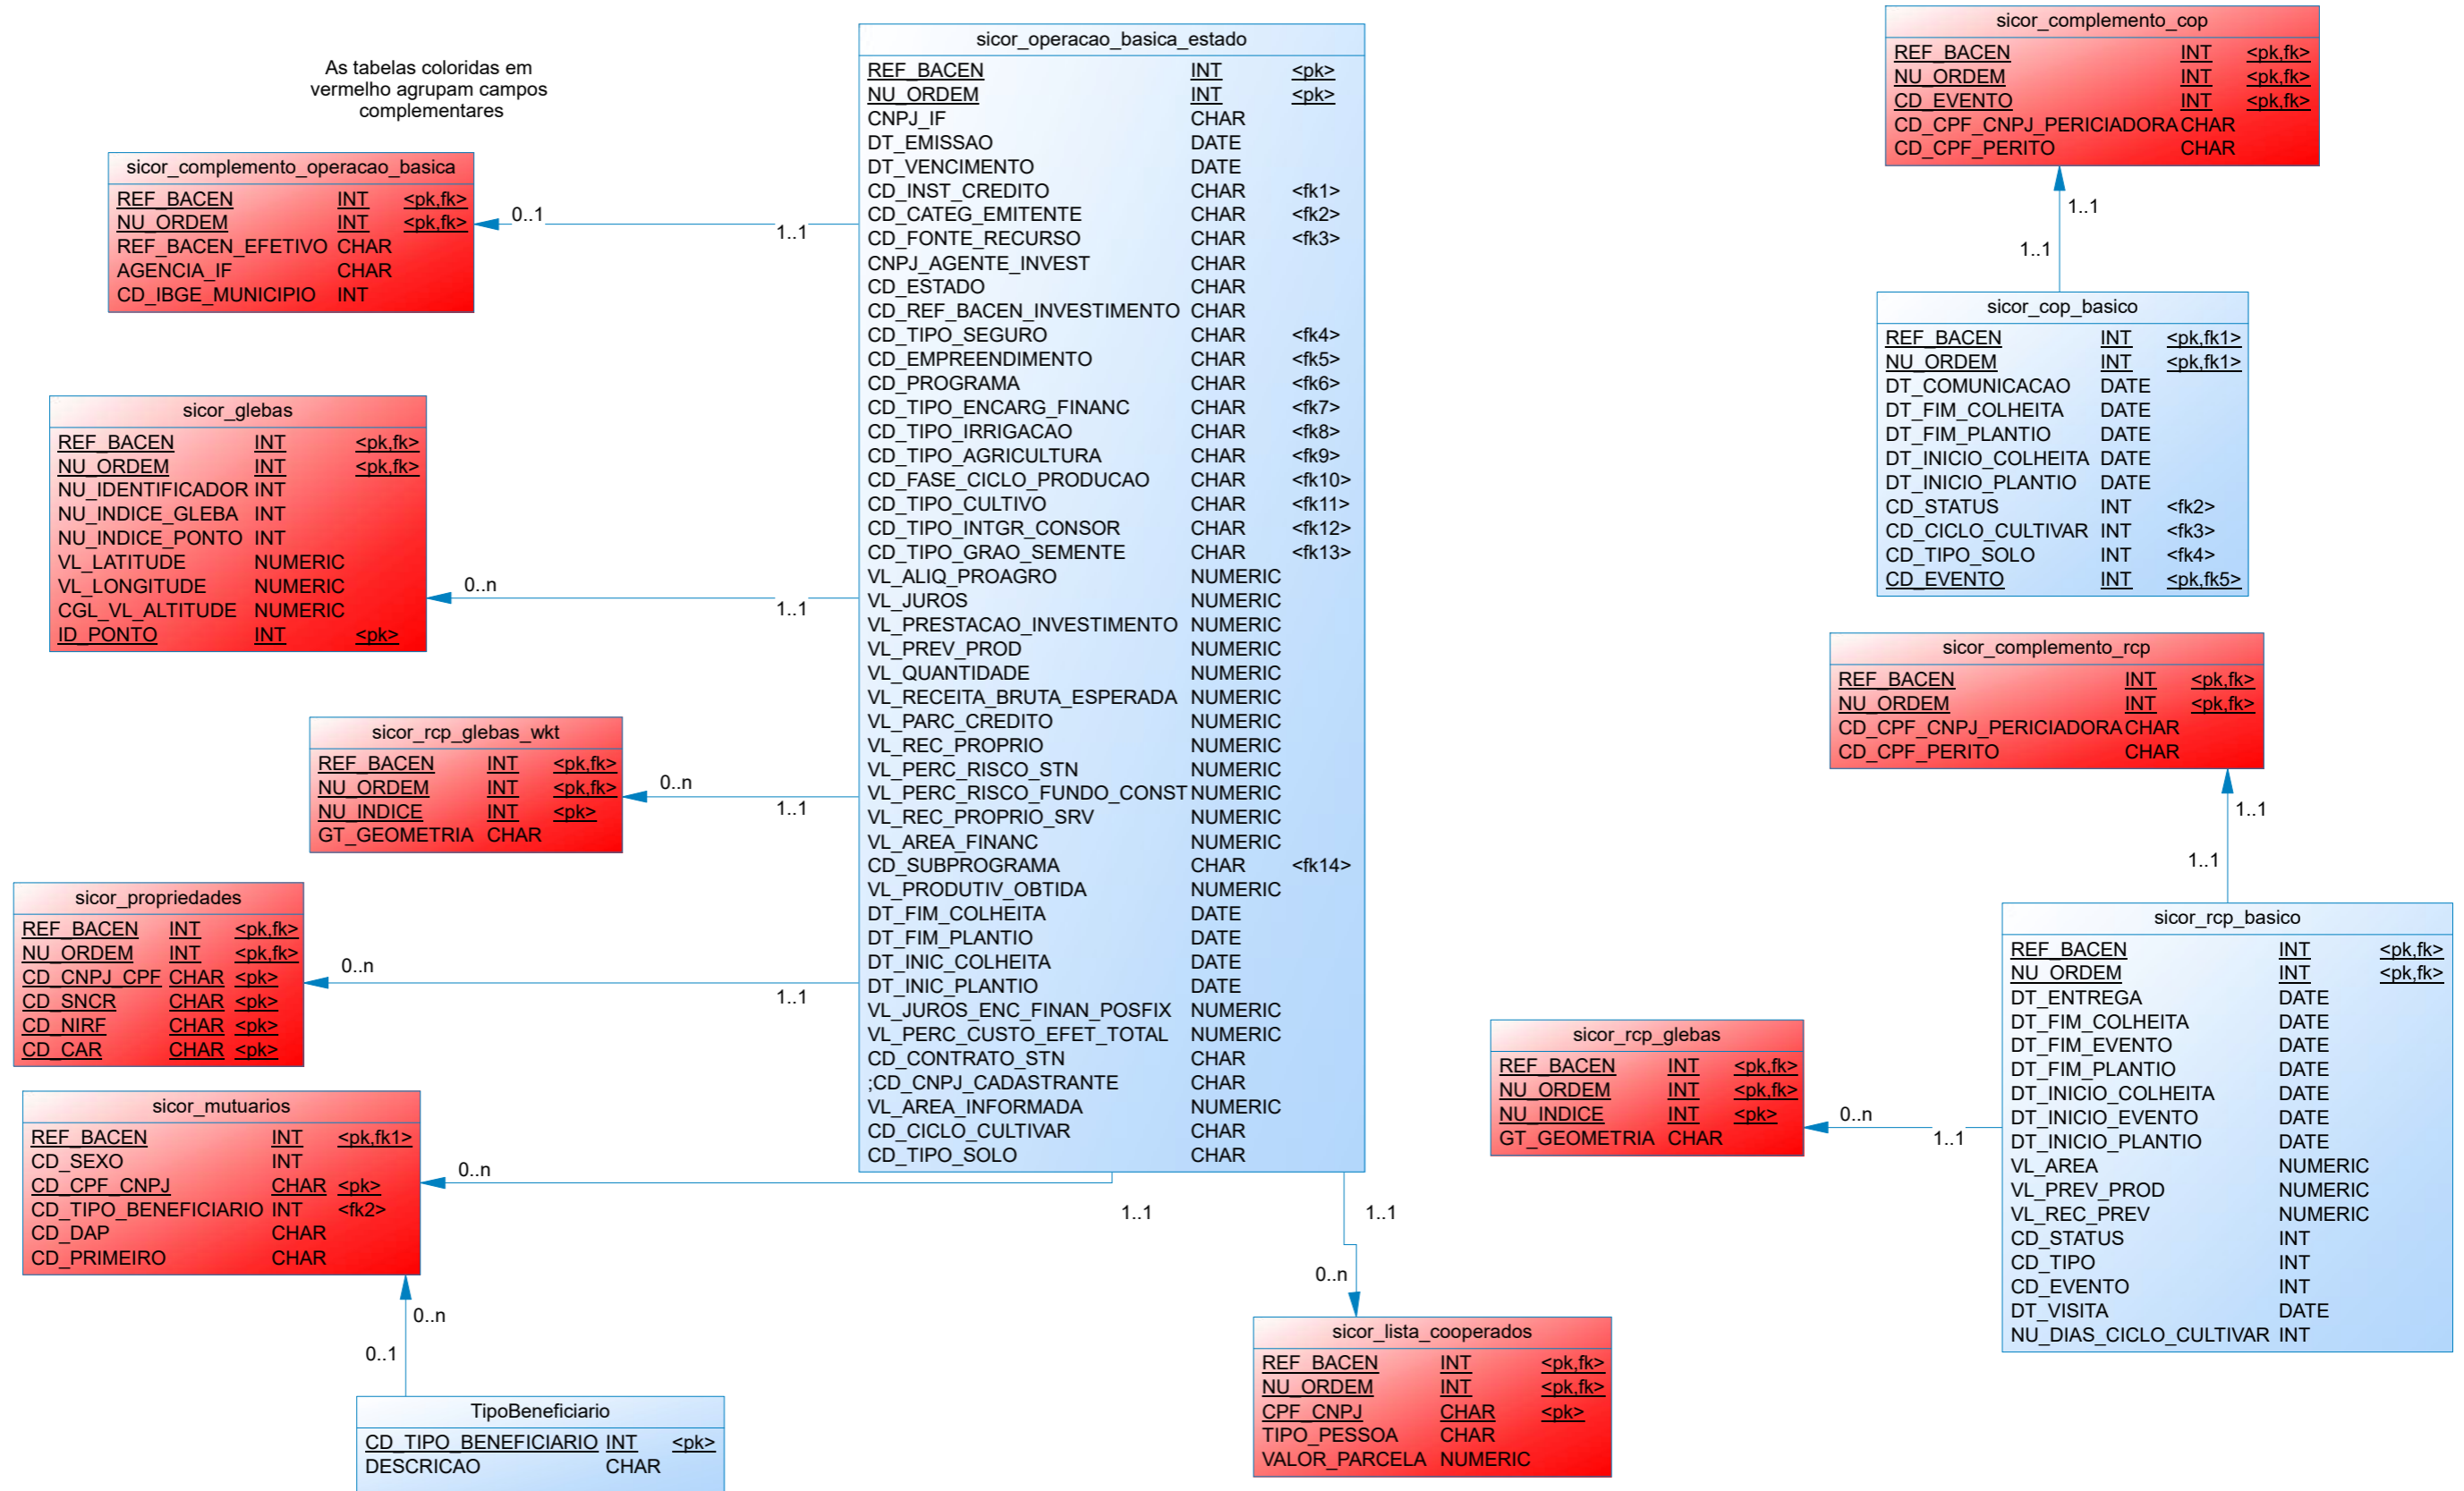 As tabelas coloridas em
vermelho agrupam campos
complementares
sicor_complemento_operacao_basica
REF_BACEN INT <pk,fk>
NU_ORDEM INT <pk,fk>
REF_BACEN_EFETIVO CHAR
AGENCIA_IF CHAR
CD_IBGE_MUNICIPIO INT
0..1
1..1
sicor_glebas
REF_BACEN INT <pk,fk>
NU_ORDEM INT <pk,fk>
NU_IDENTIFICADOR INT
NU_INDICE_GLEBA INT
NU_INDICE_PONTO INT
VL_LATITUDE NUMERIC
VL_LONGITUDE NUMERIC
CGL_VL_ALTITUDE NUMERIC
ID_PONTO INT <pk>
0..n
1..1
sicor_rcp_glebas_wkt
REF_BACEN INT <pk,fk>
NU_ORDEM INT <pk,fk>
NU_INDICE INT <pk>
GT_GEOMETRIA CHAR
0..n
1..1
sicor_propriedades
REF_BACEN INT <pk,fk>
NU_ORDEM INT <pk,fk>
CD_CNPJ_CPF CHAR <pk>
CD_SNCR CHAR <pk>
CD_NIRF CHAR <pk>
CD_CAR CHAR <pk>
0..n
1..1
sicor_mutuarios
REF_BACEN INT <pk,fk1>
CD_SEXO INT
CD_CPF_CNPJ CHAR <pk>
CD_TIPO_BENEFICIARIO INT <fk2>
CD_DAP CHAR
CD_PRIMEIRO CHAR
0..n
1..1
0..n
0..1
TipoBeneficiario
CD_TIPO_BENEFICIARIO INT <pk>
DESCRICAO CHAR
sicor_operacao_basica_estado
REF_BACEN INT <pk>
NU_ORDEM INT <pk>
CNPJ_IF CHAR
DT_EMISSAO DATE
DT_VENCIMENTO DATE
CD_INST_CREDITO CHAR <fk1>
CD_CATEG_EMITENTE CHAR <fk2>
CD_FONTE_RECURSO CHAR <fk3>
CNPJ_AGENTE_INVEST CHAR
CD_ESTADO CHAR
CD_REF_BACEN_INVESTIMENTO CHAR
CD_TIPO_SEGURO CHAR <fk4>
CD_EMPREENDIMENTO CHAR <fk5>
CD_PROGRAMA CHAR <fk6>
CD_TIPO_ENCARG_FINANC CHAR <fk7>
CD_TIPO_IRRIGACAO CHAR <fk8>
CD_TIPO_AGRICULTURA CHAR <fk9>
CD_FASE_CICLO_PRODUCAO CHAR <fk10>
CD_TIPO_CULTIVO CHAR <fk11>
CD_TIPO_INTGR_CONSOR CHAR <fk12>
CD_TIPO_GRAO_SEMENTE CHAR <fk13>
VL_ALIQ_PROAGRO NUMERIC
VL_JUROS NUMERIC
VL_PRESTACAO_INVESTIMENTO NUMERIC
VL_PREV_PROD NUMERIC
VL_QUANTIDADE NUMERIC
VL_RECEITA_BRUTA_ESPERADA NUMERIC
VL_PARC_CREDITO NUMERIC
VL_REC_PROPRIO NUMERIC
VL_PERC_RISCO_STN NUMERIC
VL_PERC_RISCO_FUNDO_CONST NUMERIC
VL_REC_PROPRIO_SRV NUMERIC
VL_AREA_FINANC NUMERIC
CD_SUBPROGRAMA CHAR <fk14>
VL_PRODUTIV_OBTIDA NUMERIC
DT_FIM_COLHEITA DATE
DT_FIM_PLANTIO DATE
DT_INIC_COLHEITA DATE
DT_INIC_PLANTIO DATE
VL_JUROS_ENC_FINAN_POSFIX NUMERIC
VL_PERC_CUSTO_EFET_TOTAL NUMERIC
CD_CONTRATO_STN CHAR
;CD_CNPJ_CADASTRANTE CHAR
VL_AREA_INFORMADA NUMERIC
CD_CICLO_CULTIVAR CHAR
CD_TIPO_SOLO CHAR
1..1
0..n
sicor_lista_cooperados
REF_BACEN INT <pk,fk>
NU_ORDEM INT <pk,fk>
CPF_CNPJ CHAR <pk>
TIPO_PESSOA CHAR
VALOR_PARCELA NUMERIC
sicor_complemento_cop
REF_BACEN INT <pk,fk>
NU_ORDEM INT <pk,fk>
CD_EVENTO INT <pk,fk>
CD_CPF_CNPJ_PERICIADORA CHAR
CD_CPF_PERITO CHAR
1..1
1..1
sicor_cop_basico
REF_BACEN INT <pk,fk1>
NU_ORDEM INT <pk,fk1>
DT_COMUNICACAO DATE
DT_FIM_COLHEITA DATE
DT_FIM_PLANTIO DATE
DT_INICIO_COLHEITA DATE
DT_INICIO_PLANTIO DATE
CD_STATUS INT <fk2>
CD_CICLO_CULTIVAR INT <fk3>
CD_TIPO_SOLO INT <fk4>
CD_EVENTO INT <pk,fk5>
sicor_complemento_rcp
REF_BACEN INT <pk,fk>
NU_ORDEM INT <pk,fk>
CD_CPF_CNPJ_PERICIADORA CHAR
CD_CPF_PERITO CHAR
1..1
1..1
sicor_rcp_basico
REF_BACEN INT <pk,fk>
NU_ORDEM INT <pk,fk>
DT_ENTREGA DATE
DT_FIM_COLHEITA DATE
DT_FIM_EVENTO DATE
DT_FIM_PLANTIO DATE
DT_INICIO_COLHEITA DATE
DT_INICIO_EVENTO DATE
DT_INICIO_PLANTIO DATE
VL_AREA NUMERIC
VL_PREV_PROD NUMERIC
VL_REC_PREV NUMERIC
CD_STATUS INT
CD_TIPO INT
CD_EVENTO INT
DT_VISITA DATE
NU_DIAS_CICLO_CULTIVAR INT
sicor_rcp_glebas
REF_BACEN INT <pk,fk>
NU_ORDEM INT <pk,fk>
NU_INDICE INT <pk>
GT_GEOMETRIA CHAR
0..n
1..1